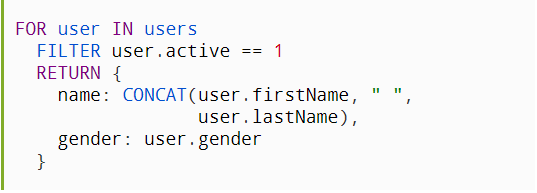 FOR user IN users
  FILTER user.active == 1
  RETURN {
    name: CONCAT(user.firstName, " ",
                 user.lastName),
    gender: user.gender
  }